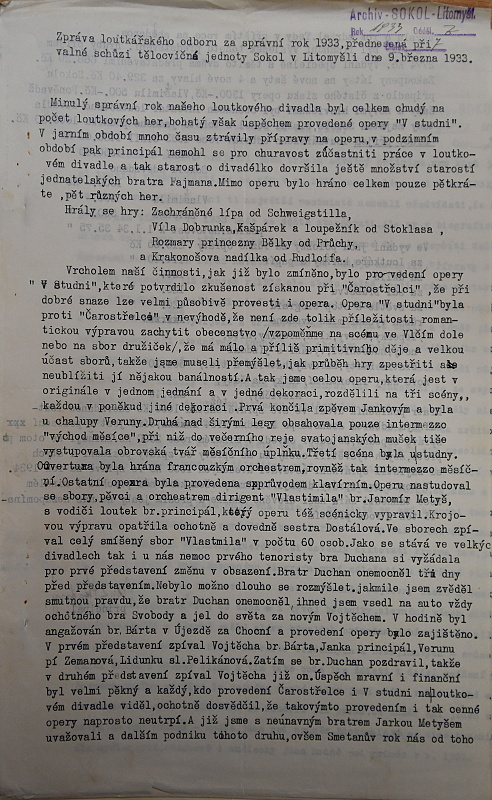 Archiv-SOKOL-Litomyšl
Rok 1933 Odděl. 2
Zpráva loutkářského odboru za správní rok 1933,přednešená při
valné schůzi tělocvičné jednoty Sokol v Litomyšli dne 9.března 1933.
Minulý správní rok našeho loutkového divadla byl celkem chudý na
počet loutkových her,bohatý však úspěchem provedené opery "V studni".
V jarním období mnoho času ztrávily přípravy na operu,v podzimním
období pak principál nemohl se pro churavost zúčastniti práce v loutko-
vém divadle a tak starost o divadélko dovršila ještě množství starostí
jednatelských bratra Fajmana.Mimo operu bylo hráno celkem pouze pětkrá-
te ,pět různých her.
Hrály se hry: Zachráněné lípa od Schweigstilla,
Víla Dobrunka,Kašpárek a loupežník od Stoklasa ,
Rozmary princezny Bělky od Průchy,
a Krakonošova nadílka od Rudloifa.
Vrcholem naší činnosti,jak již bylo zmíněno,bylo provedení opery
" V studni",které potvrdilo zkušenost získanou při "Čarostřelci" ,že při
dobré snaze lze velmi působivě provesti i opera. Opera "V studni"byla
proti "Čarostřelci" v nevýhodě,že není zde tolik příležitosti roman-
tickou výpravou zachytit obecenstvo /vzpomeňme na scénu ve Vlčím dole
nebo na sbor družiček/,že má málo a příliš primitivního děje a velkou
účast sborů,takže jsme museli přemýšlet,jak průběh hry zpestřiti a
neublížiti jí nějakou banálností.A tak jsme celou operu,která jest v
originále v jednom jednání a v jedné dekoraci,rozdělili na tři scény,,
každou v poněkud jiné dekoraci .Prvá končila zpěvem Jankovým a byla
u chalupy Veruny.Druhá nad širými lesy obsahovala pouze intermezzo
"východ měsíce",při níž do večerního reje svatojanských mušek tiše
vystupovala obrovská tvář měsíčního úplňku.Třetí scéna byla ustudny.
Ouvertura byla hrána francouzkým orchestrem,rovněž tak intermezzo měsíč-
ní.Ostatní opera byla provedena sprůvodem klavírním.Operu nastudoval
se sbory,pěvci a orchestrem dirigent "Vlastimila" br.Jaromír Metyš,
s vodiči loutek br.principál,který operu též scénicky vypravil.Krojo-
vou výpravu opatřila ochotně a dovedně sestra Dostálová.Ve sborech zpí-
val celý smíšený sbor "Vlastmila" v počtu 60 osob.Jako se stává ve velkých
divadlech tak i u nás nemoc prvého tenoristy bra Duchana si vyžádala
pro prvé představení změnu v obsazení.Bratr Duchan onemocněl tři dny
před představením.Nebylo možno dlouho se rozmýšlet.jakmile jsem zvěděl
smutnou pravdu,že bratr Duchan onemocněl,ihned jsem vsedl na auto vždy
ochotného bra Svobody a jel do světa za novým Vojtěchem. V hodině byl
angažován br.Bárta v Újezdě za Chocní a provedení opery bylo zajištěno.
V prvém představení zpíval Vojtěcha br.Bárta,Janka principál,Verunu
pí Zemanová,Lidunku sl.Pelikánová.Zatím se br.Duchan pozdravil,takže
v druhém představení zpíval Vojtěcha již on.Úspěch mravní i finanční
byl velmi pěkný a každý,kdo provedení Čarostřelce i V studni naloutko-
vém divadle viděl,ochotně dosvědčil,že takovýmto provedením i tak cenné
opery naprosto neutrpí.A již jsme s neúnavným bratrem Jarkou Metyšem
uvažovali a dalším podniku tohoto druhu,ovšem Smetanův rok nás od toho